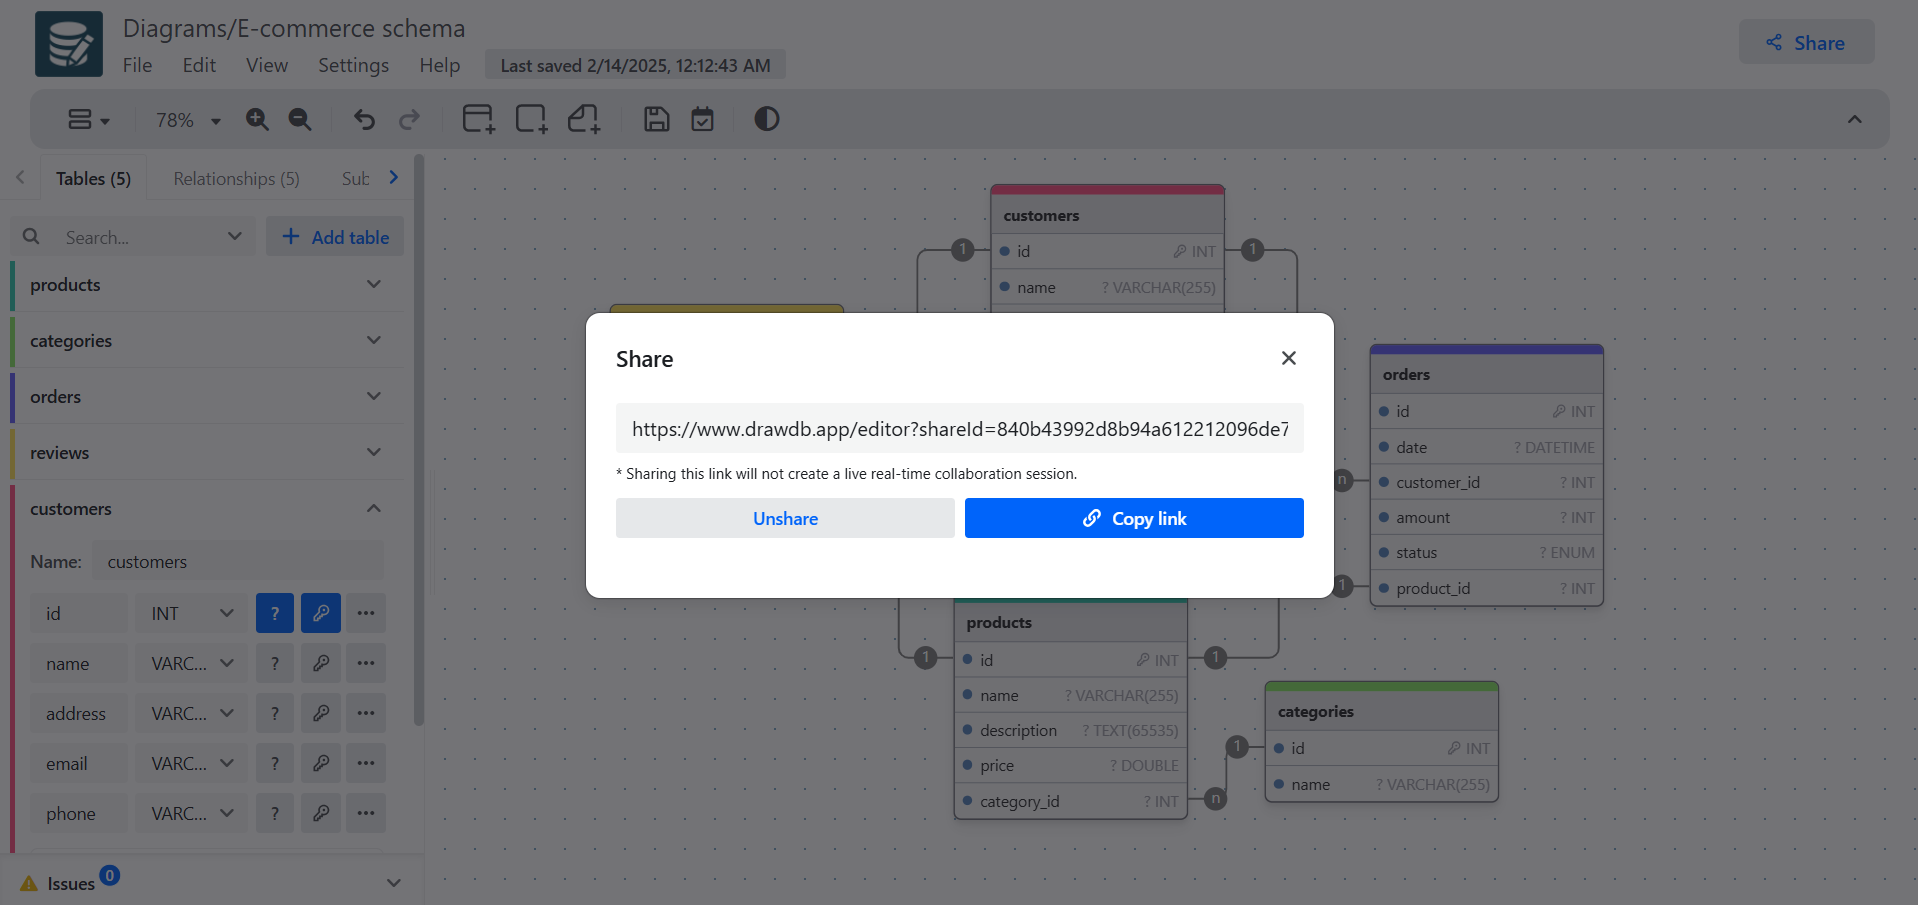 Diagrams/E-commerce schema
File Edit View Settings Help Last saved 2/14/2025, 12:12:43 AM
Share
78%
Tables (5) Relationships (5) Sub
Search... + Add table
products
categories
orders
reviews
customers
Name: customers
id INT ?
name VARC... ? ...
address VARC... ? ...
email VARC... ? ...
phone VARC... ? ...
Issues 0
customers
1 id INT 1
name ? VARCHAR(255)
orders
id INT
date ? DATETIME
n customer_id ? INT
amount ? INT
status ? ENUM
1 product_id ? INT
Share
https://www.drawdb.app/editor?shareId=840b43992d8b94a612212096de7
* Sharing this link will not create a live real-time collaboration session.
Unshare Copy link
products
1 id INT 1
name ? VARCHAR(255)
description ? TEXT(65535)
price ? DOUBLE
category_id ? INT n
categories
1 id INT
name ? VARCHAR(255)